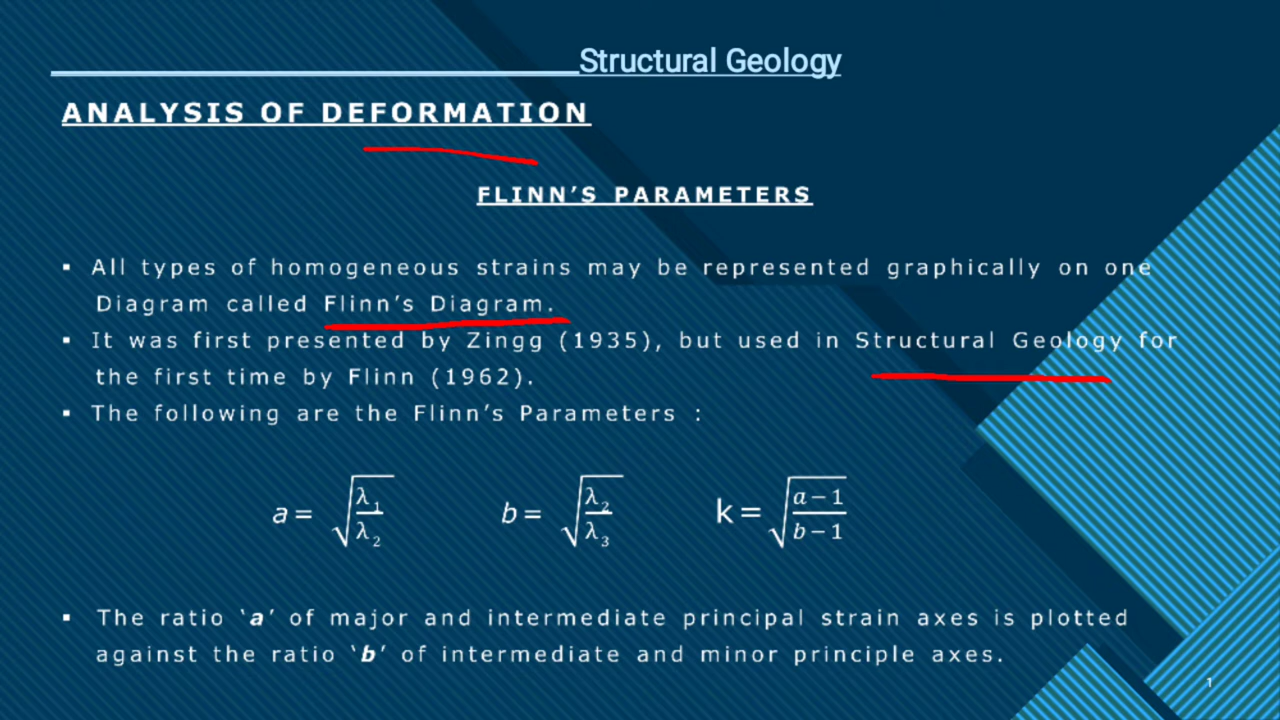 Structural Geology
ANALYSIS OF DEFORMATION
FLINN’S PARAMETERS
▪ All types of homogeneous strains may be represented graphically on one
Diagram called Flinn’s Diagram.
▪ It was first presented by Zingg (1935), but used in Structural Geology for
the first time by Flinn (1962).
▪ The following are the Flinn’s Parameters :
a = √(λ₁/λ₂) b = √(λ₂/λ₃) k = √((a − 1)/(b − 1))
▪ The ratio ‘a’ of major and intermediate principal strain axes is plotted
against the ratio ‘b’ of intermediate and minor principle axes.
1